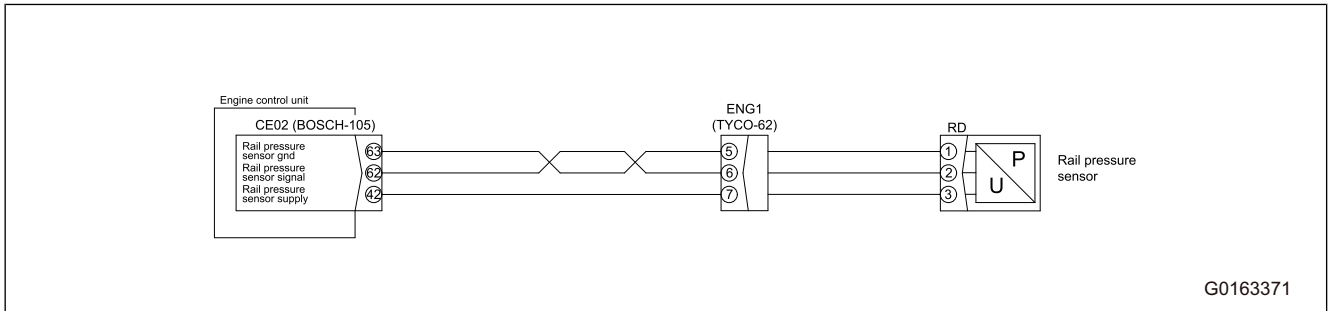 Engine control unit
CE02 (BOSCH-105)
Rail pressure
sensor gnd
63
Rail pressure
sensor signal
62
Rail pressure
sensor supply
42
ENG1
(TYCO-62)
5
6
7
RD
1
2
3
P
U
Rail pressure
sensor
G0163371